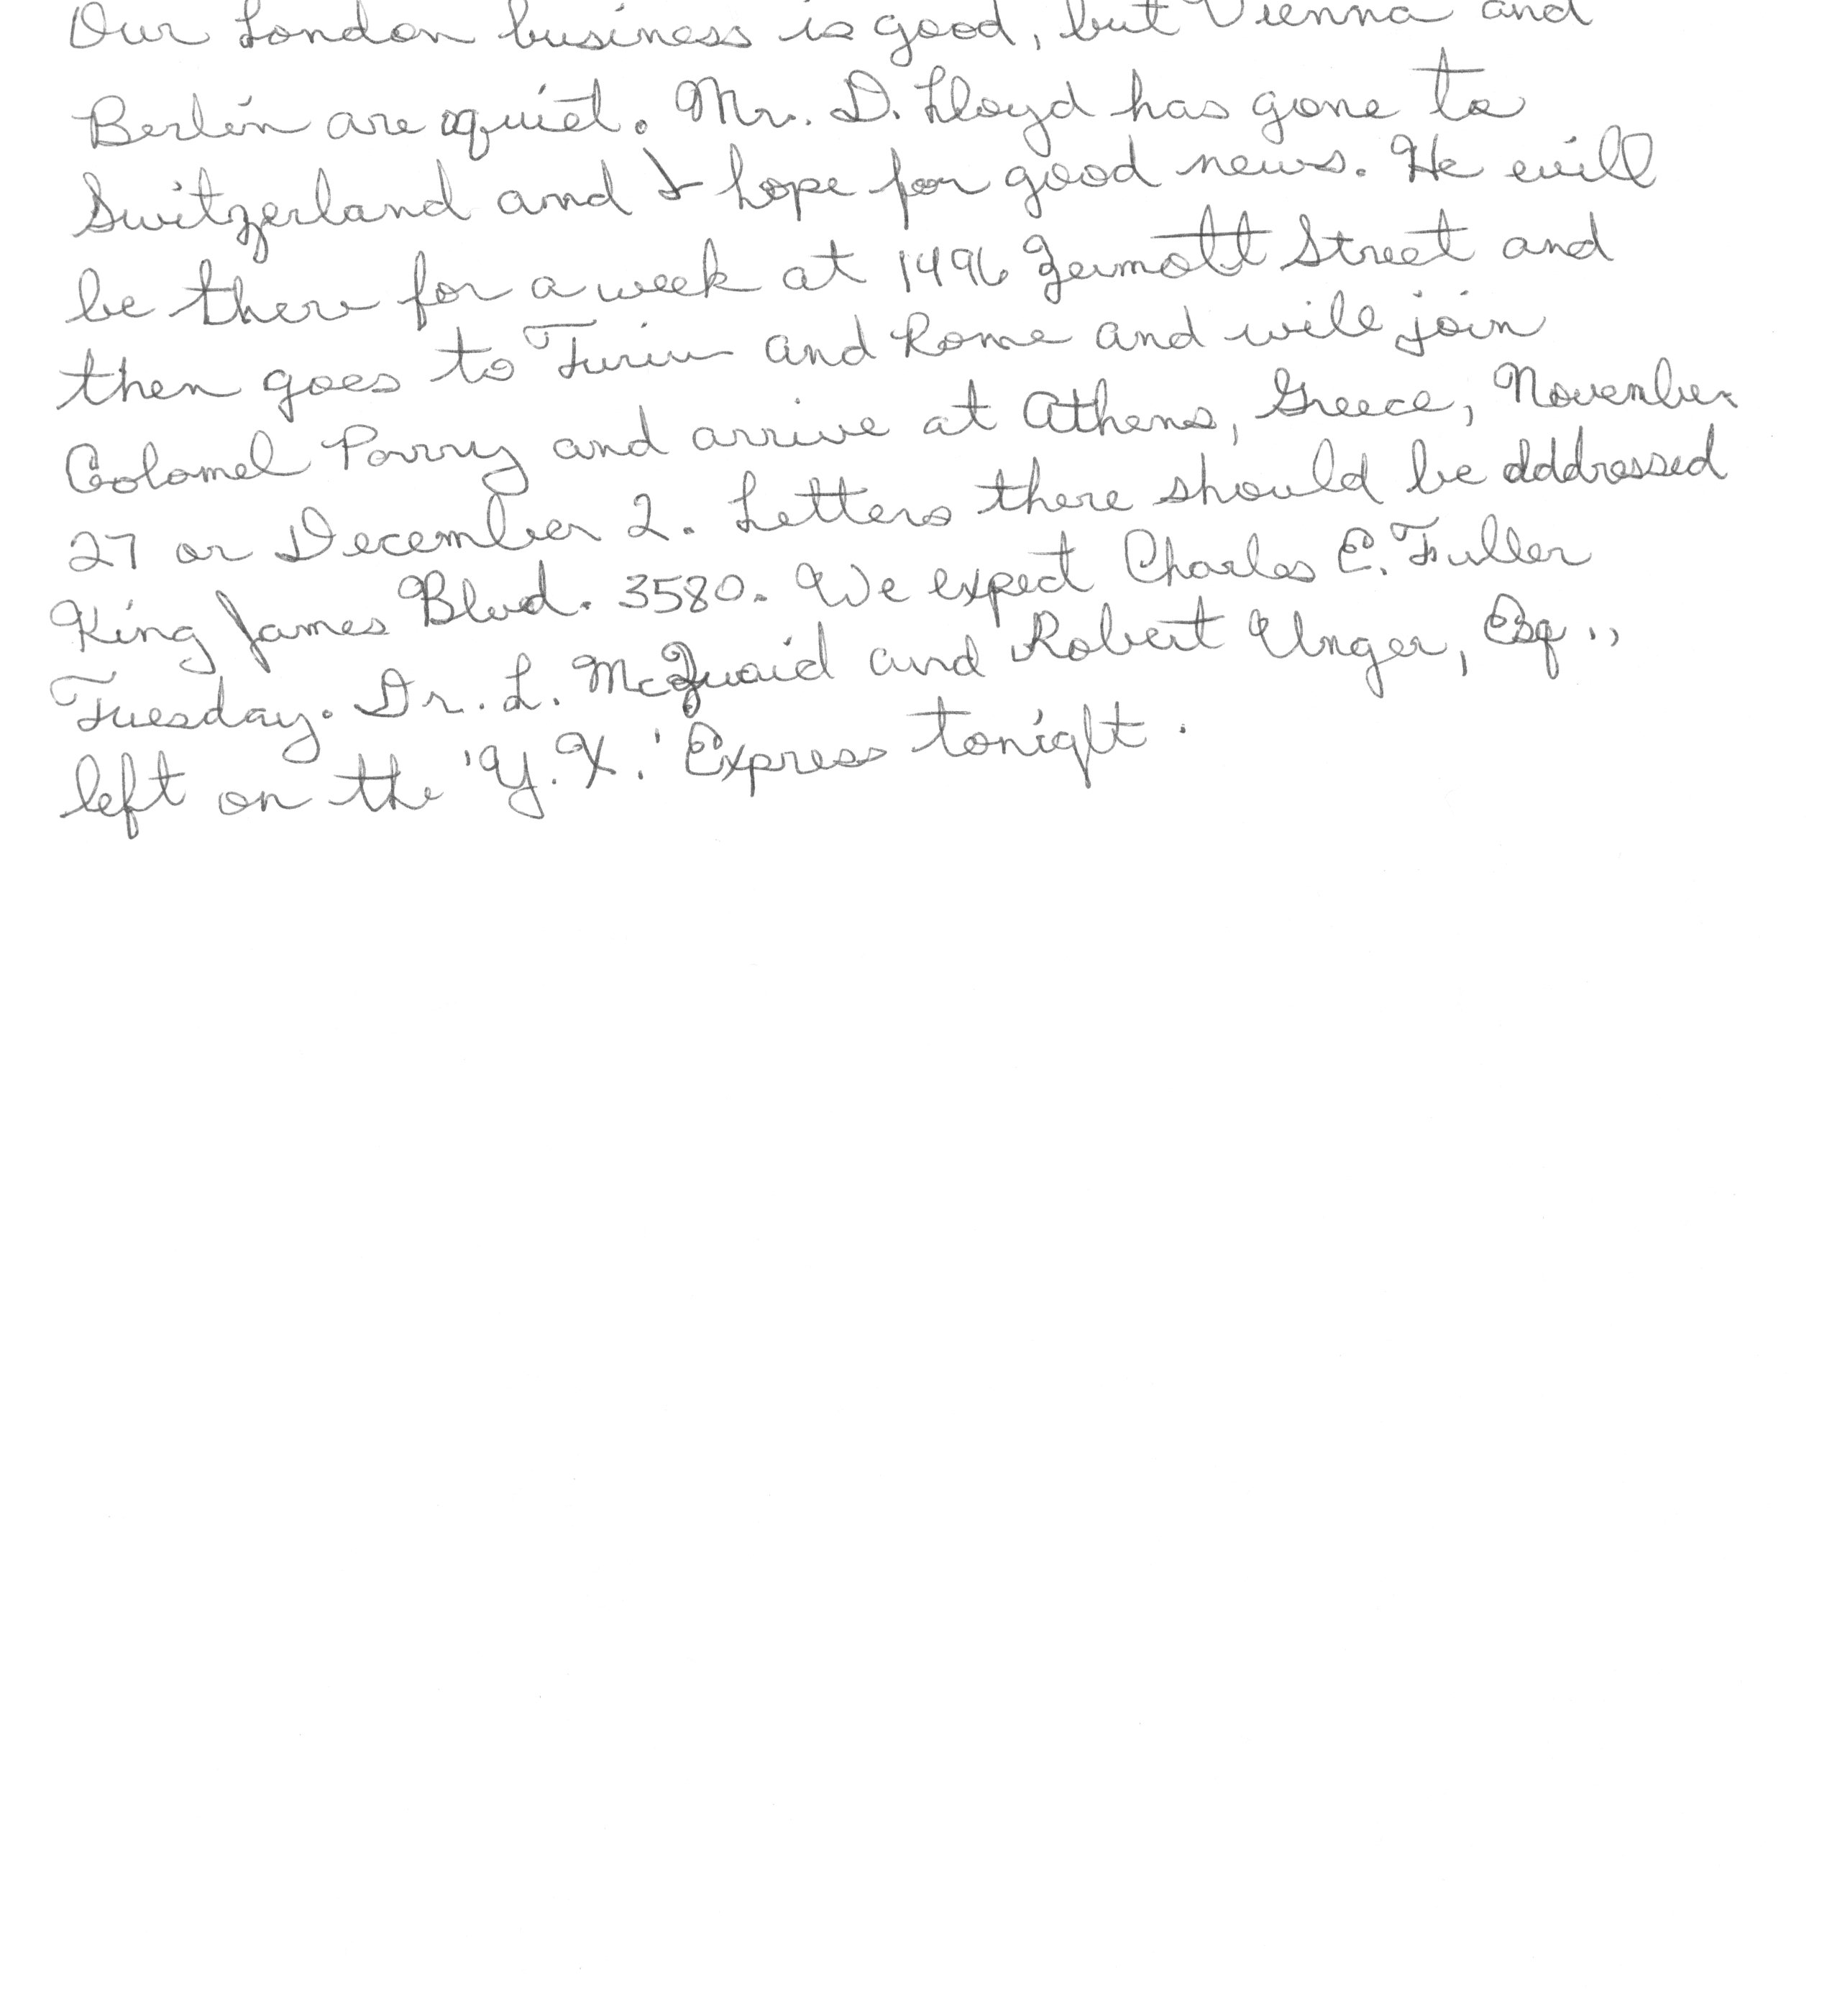 Our London business is good, but Vienna and
Berlin are quiet. Mr. D. Lloyd has gone to
Switzerland and I hope for good news. He will
be there for a week at 1496 Zermott Street and
then goes to Turin and Rome and will join
Colonel Parry and arrive at Athens, Greece, November
27 or December 2. Letters there should be addressed
King James Blvd. 3580. We expect Charles E. Fuller
Tuesday. Dr. L. McQuaid and Robert Unger, Esq.,
left on the 'Y.X.' Express tonight.